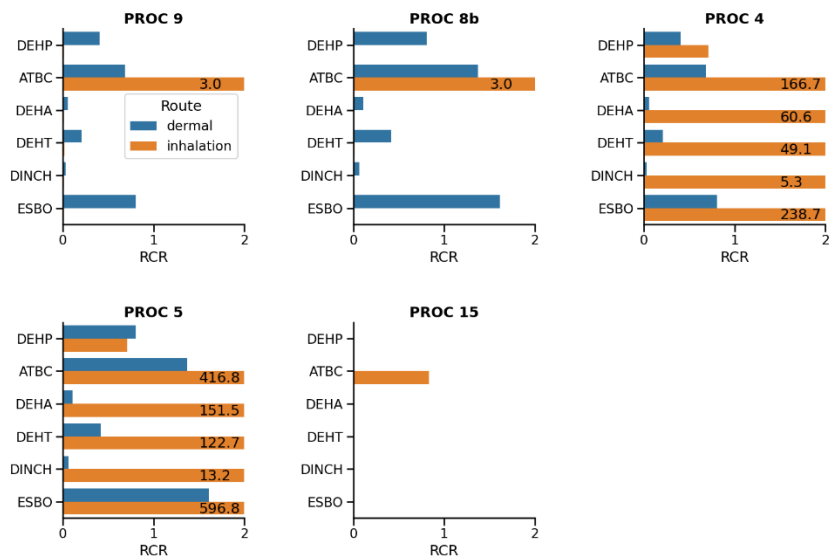 PROC 9
DEHP
ATBC
3.0
DEHA
Route
dermal
inhalation
DEHT
DINCH
ESBO
0
1
2
RCR
PROC 8b
DEHP
ATBC
3.0
DEHA
DEHT
DINCH
ESBO
0
1
2
RCR
PROC 4
DEHP
ATBC
166.7
DEHA
60.6
DEHT
49.1
DINCH
5.3
ESBO
238.7
0
1
2
RCR
PROC 5
DEHP
ATBC
416.8
DEHA
151.5
DEHT
122.7
DINCH
13.2
ESBO
596.8
0
1
2
RCR
PROC 15
DEHP
ATBC
DEHA
DEHT
DINCH
ESBO
0
1
2
RCR